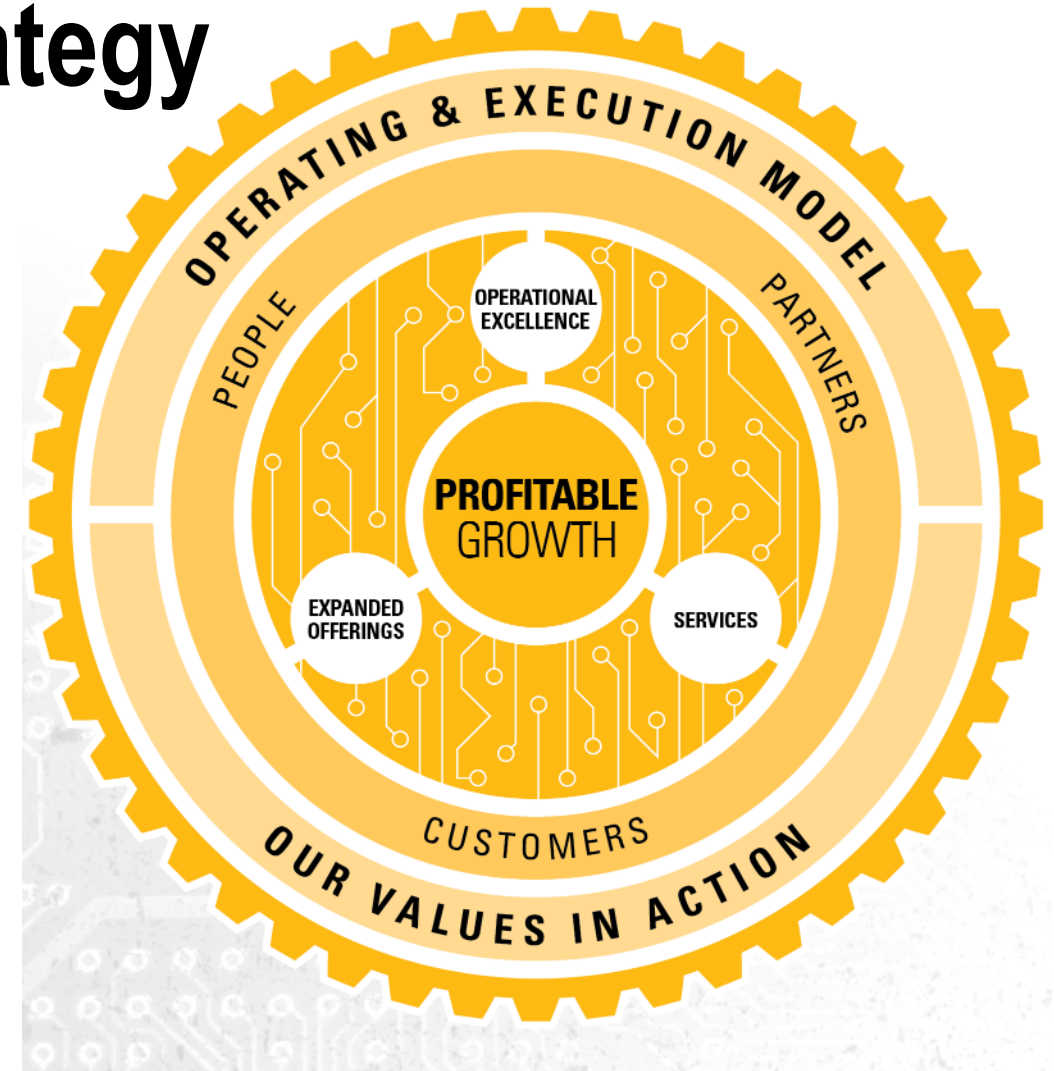 ategy
OPERATING & EXECUTION MODEL
PEOPLE
PARTNERS
OPERATIONAL
EXCELLENCE
PROFITABLE
GROWTH
EXPANDED
OFFERINGS
SERVICES
CUSTOMERS
OUR VALUES IN ACTION